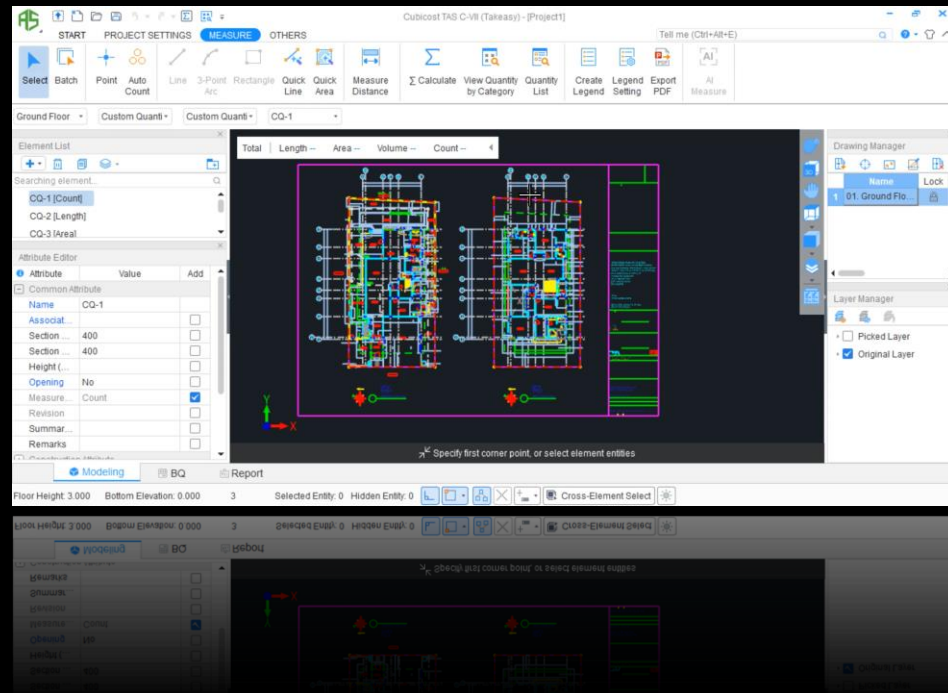 Cubicost TAS C-VII (Takeasy) - [Project1]
START PROJECT SETTINGS MEASURE OTHERS Tell me (Ctrl+Alt+E)
Select Batch Point Auto Count Line 3-Point Arc Rectangle Quick Line Quick Area Measure Distance Σ Calculate View Quantity by Category Quantity List Create Legend Legend Setting Export PDF AI Measure
Ground Floor Custom Quanti Custom Quanti CQ-1
Element List
Searching element...
CQ-1 [Count]
CQ-2 [Length]
CQ-3 [Area]
Attribute Editor
Attribute Value Add
Common Attribute
Name CQ-1
Associat...
Section ... 400
Section ... 400
Height (...
Opening No
Measure... Count
Revision
Summar...
Remarks
Construction Attribute
Total Length -- Area -- Volume -- Count --
Y
X
Specify first corner point, or select element entities
Drawing Manager
Name Lock
1 01. Ground Flo...
Layer Manager
Picked Layer
Original Layer
Modeling BQ Report
Floor Height: 3.000 Bottom Elevation: 0.000 3 Selected Entity: 0 Hidden Entity: 0 Cross-Element Select